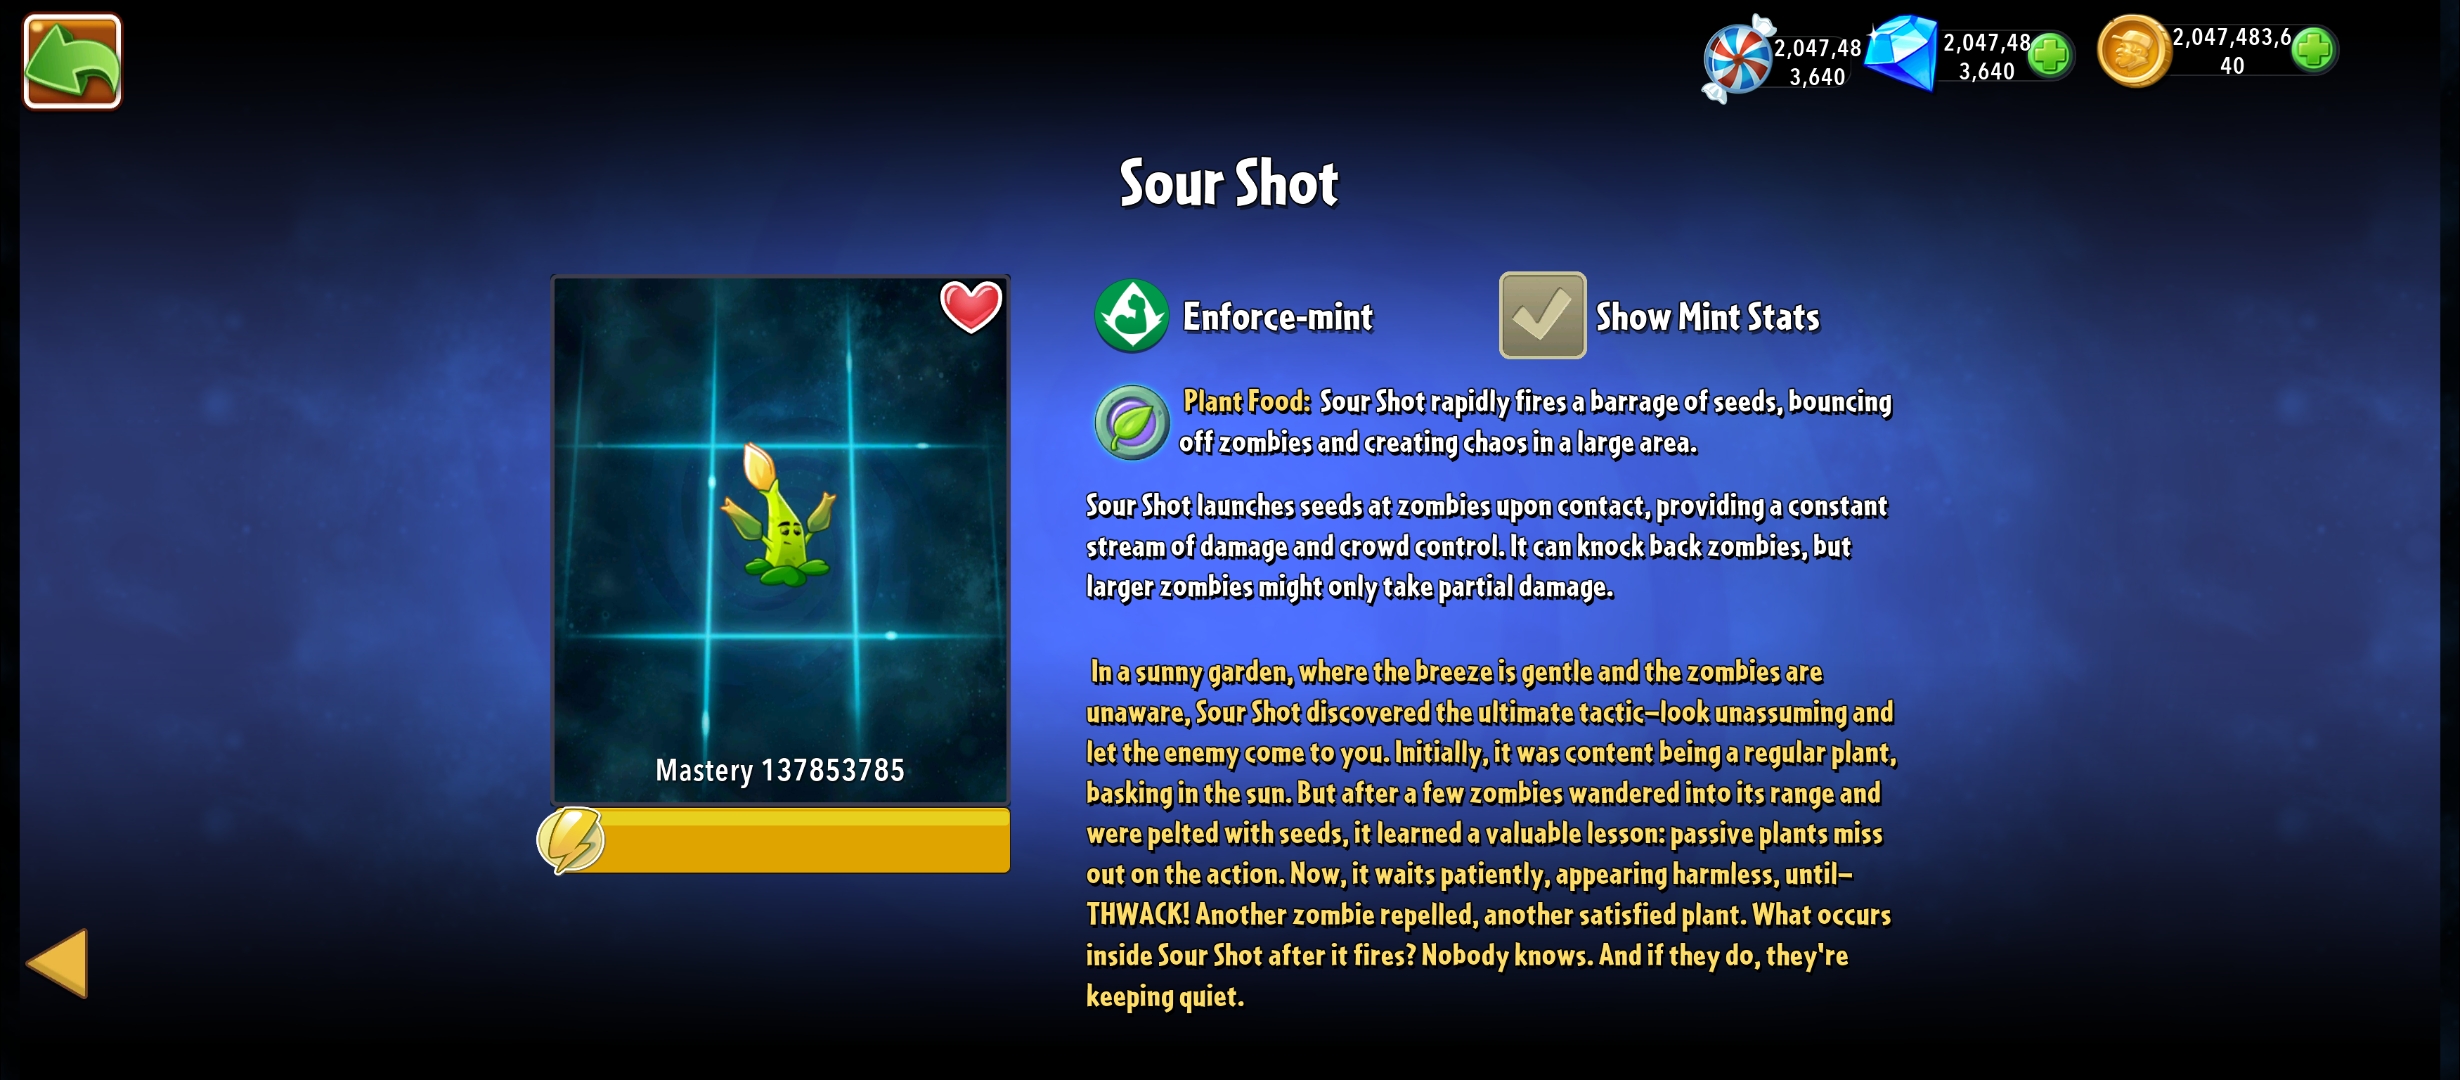 2,047,48
3,640
2,047,48
3,640
2,047,483,6
40
Sour Shot
Enforce-mint
Show Mint Stats
Plant Food: Sour Shot rapidly fires a barrage of seeds, bouncing
off zombies and creating chaos in a large area.
Sour Shot launches seeds at zombies upon contact, providing a constant
stream of damage and crowd control. It can knock back zombies, but
larger zombies might only take partial damage.
In a sunny garden, where the breeze is gentle and the zombies are
unaware, Sour Shot discovered the ultimate tactic—look unassuming and
let the enemy come to you. Initially, it was content being a regular plant,
basking in the sun. But after a few zombies wandered into its range and
were pelted with seeds, it learned a valuable lesson: passive plants miss
out on the action. Now, it waits patiently, appearing harmless, until—
THWACK! Another zombie repelled, another satisfied plant. What occurs
inside Sour Shot after it fires? Nobody knows. And if they do, they're
keeping quiet.
Mastery 137853785